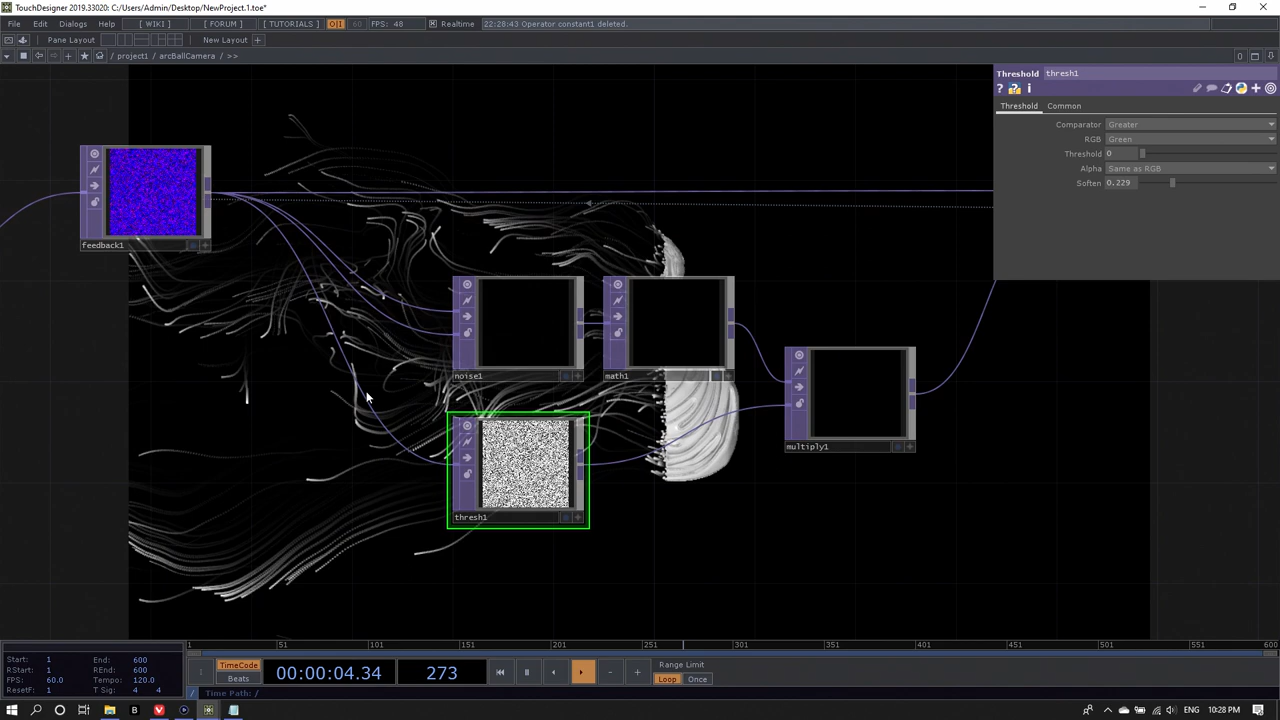 TouchDesigner 2019.33020: C:/Users/Admin/Desktop/NewProject.1.toe*
File Edit Dialogs Help [ WIKI ] [ FORUM ] [ TUTORIALS ] O|I FPS: 48 Realtime 22:28:43 Operator constant1 deleted.
Pane Layout New Layout +
/ project1 / arcBallCamera / >> 0
Threshold thresh1
? ? i
Threshold Common
Comparator Greater
RGB Green
Threshold 0
Alpha Same as RGB
Soften 0.229
feedback1
noise1
math1
multiply1
thresh1
1 51 101 151 201 251 301 351 401 451 501 551 600
Start: 1 End: 600
RStart: 1 REnd: 600
FPS: 60.0 Tempo: 120.0
ResetF: 1 T Sig: 4 4
TimeCode
Beats
00:00:04.34
273
Range Limit
Loop Once
/ Time Path: /
ENG 10:28 PM